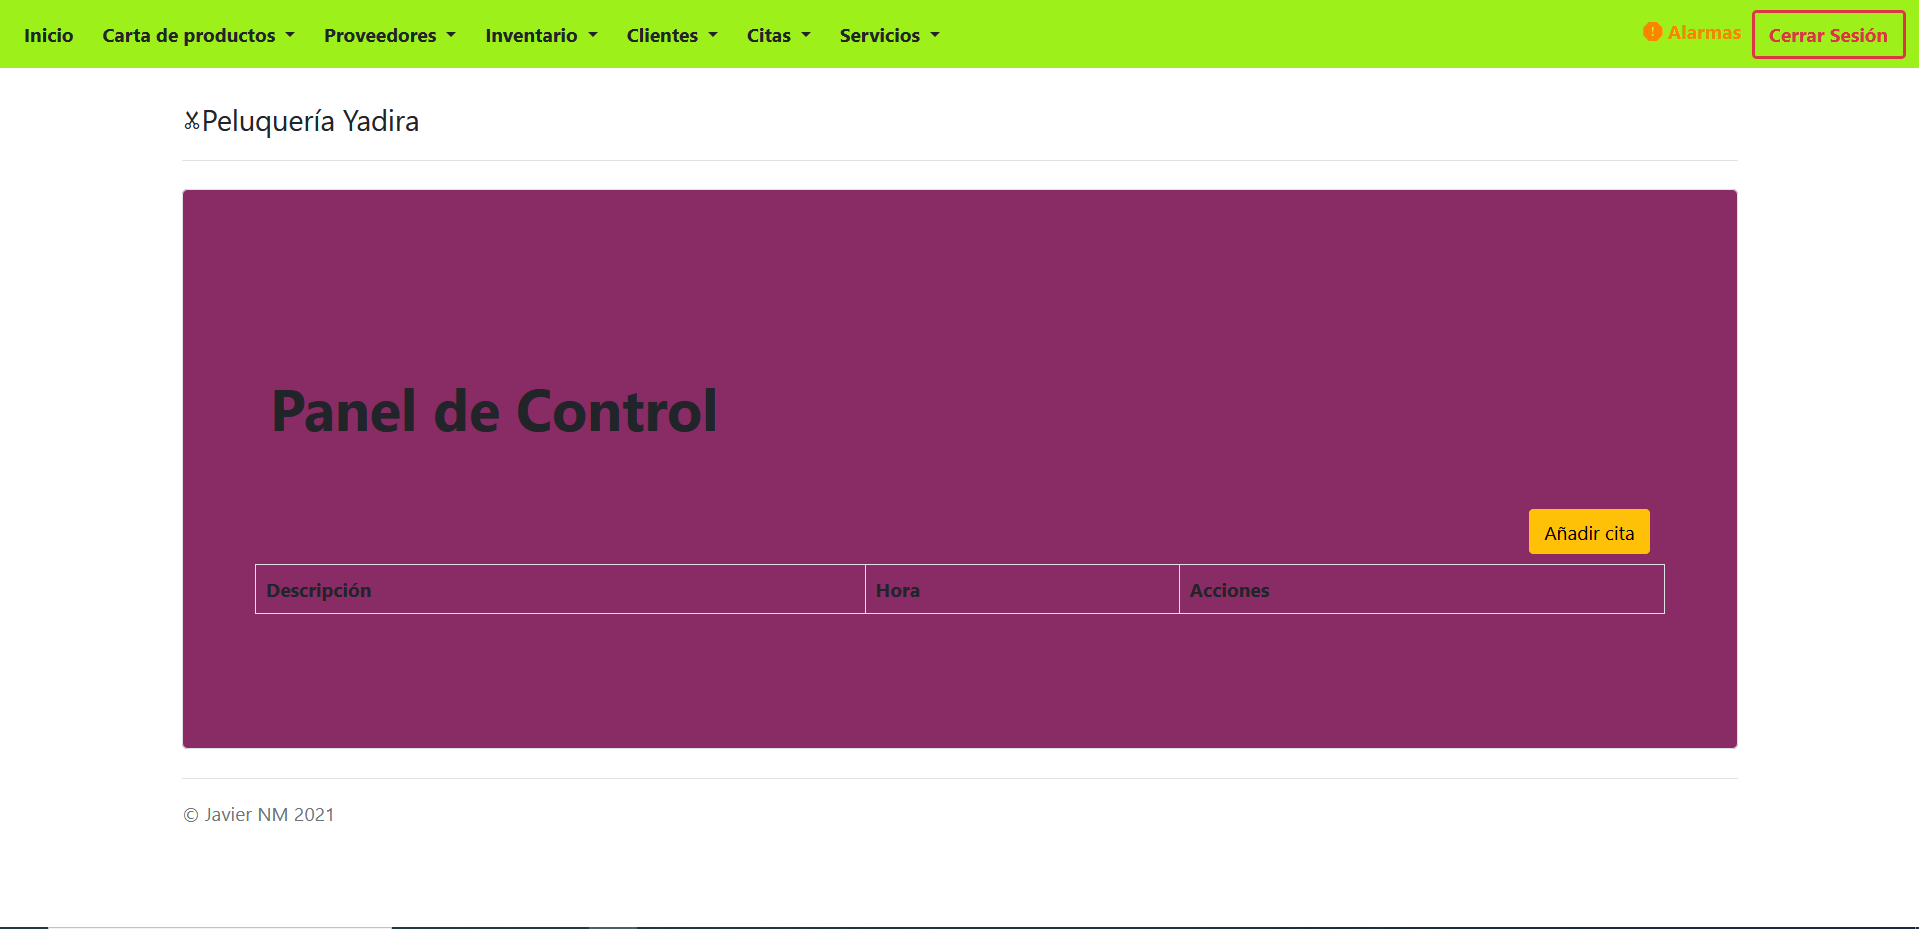 Inicio Carta de productos Proveedores Inventario Clientes Citas Servicios Alarmas Cerrar Sesión
Peluquería Yadira
Panel de Control
Añadir cita
Descripción Hora Acciones
© Javier NM 2021